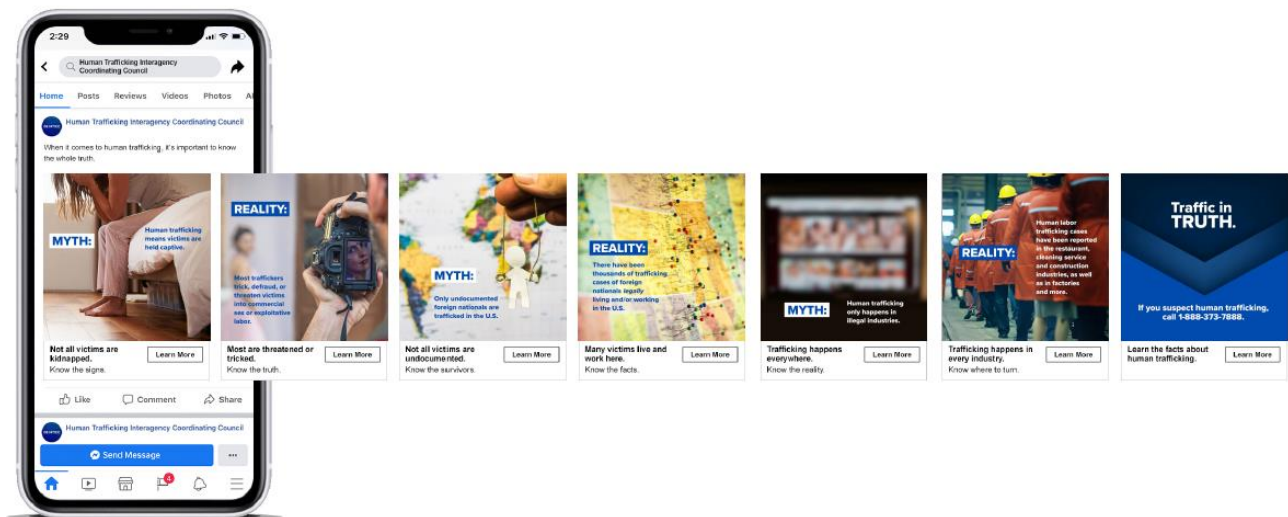 2:29
Human Trafficking Interagency
Coordinating Council
Home Posts Reviews Videos Photos
Human Trafficking Interagency Coordinating Council
When it comes to human trafficking, it's important to know
the whole truth.
MYTH:
Human trafficking
means victims are
held captive.
Not all victims are
kidnapped.
Know the signs.
Learn More
REALITY:
Most traffickers
trick, defraud, or
threaten victims
into commercial
sex or exploitative
labor.
Most are threatened or
tricked.
Know the truth.
Learn More
MYTH:
Only undocumented
foreign nationals are
trafficked in the U.S.
Not all victims are
undocumented.
Know the survivors.
Learn More
REALITY:
There have been
thousands of trafficking
cases of foreign
nationals legally
living and/or working
in the U.S.
Many victims live and
work here.
Know the facts.
Learn More
MYTH:
Human trafficking
only happens in
illegal industries.
Trafficking happens
everywhere.
Know the reality.
Learn More
REALITY:
Human labor
trafficking cases
have been reported
in the restaurant,
cleaning service
and construction
industries, as well
as in factories
and more.
Trafficking happens in
every industry.
Know where to turn.
Learn More
Traffic in
TRUTH.
If you suspect human trafficking,
call 1-888-373-7888.
Learn the facts about
human trafficking.
Learn More
Like Comment Share
Human Trafficking Interagency Coordinating Council
Send Message
4